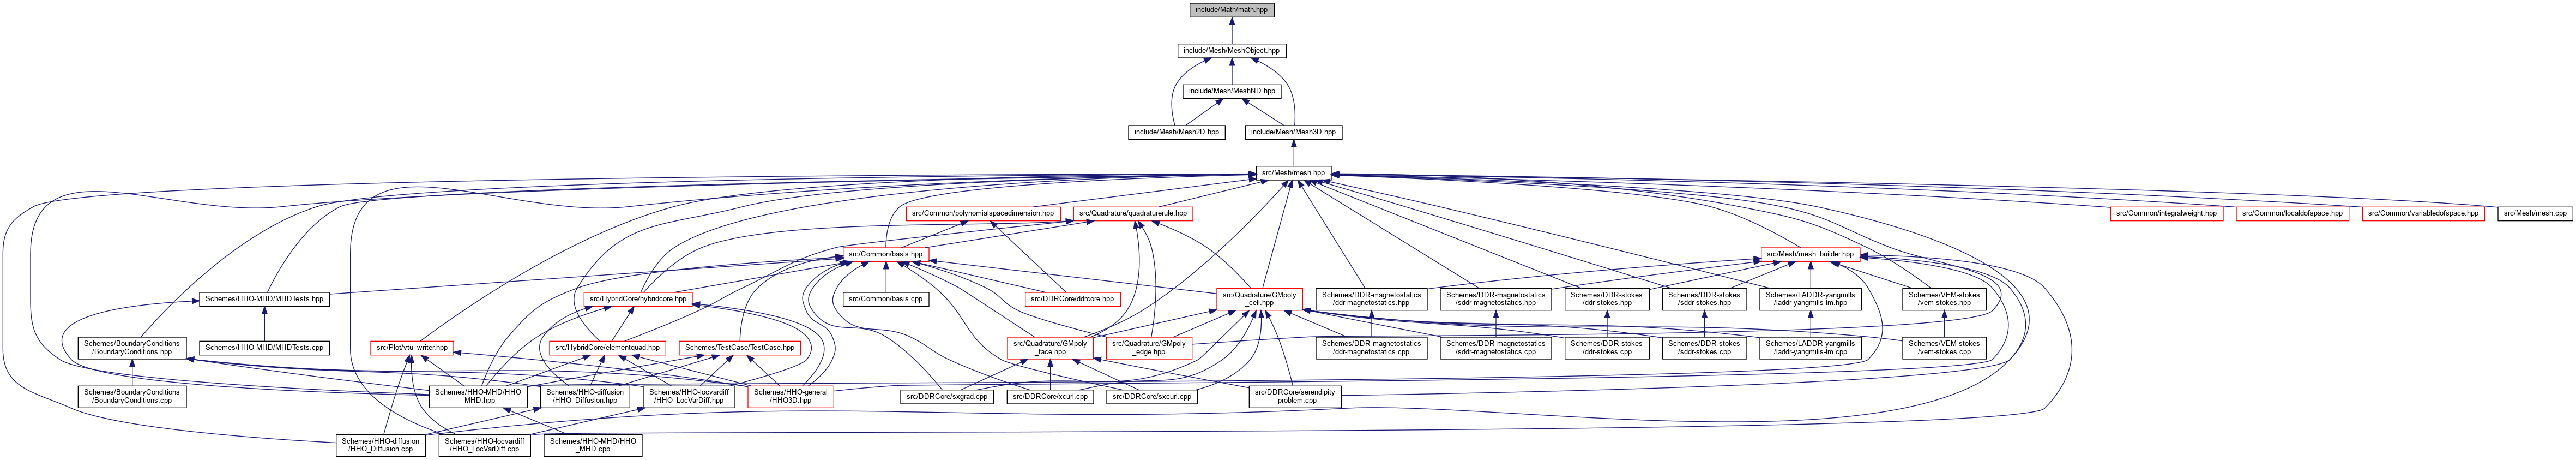 include/Math/math.hpp
include/Mesh/MeshObject.hpp
include/Mesh/MeshND.hpp
include/Mesh/Mesh2D.hpp
include/Mesh/Mesh3D.hpp
src/Mesh/mesh.hpp
src/Common/polynomialspacedimension.hpp
src/Quadrature/quadraturerule.hpp
src/Common/integralweight.hpp
src/Common/localdofspace.hpp
src/Common/variabledofspace.hpp
src/Mesh/mesh.cpp
src/Common/basis.hpp
src/Mesh/mesh_builder.hpp
Schemes/HHO-MHD/MHDTests.hpp
src/HybridCore/hybridcore.hpp
src/Common/basis.cpp
src/DDRCore/ddrcore.hpp
src/Quadrature/GMpoly
_cell.hpp
Schemes/DDR-magnetostatics
/ddr-magnetostatics.hpp
Schemes/DDR-magnetostatics
/sddr-magnetostatics.hpp
Schemes/DDR-stokes
/ddr-stokes.hpp
Schemes/DDR-stokes
/sddr-stokes.hpp
Schemes/LADDR-yangmills
/laddr-yangmills-lm.hpp
Schemes/VEM-stokes
/vem-stokes.hpp
Schemes/BoundaryConditions
/BoundaryConditions.hpp
Schemes/HHO-MHD/MHDTests.cpp
src/Plot/vtu_writer.hpp
src/HybridCore/elementquad.hpp
Schemes/TestCase/TestCase.hpp
src/Quadrature/GMpoly
_face.hpp
src/Quadrature/GMpoly
_edge.hpp
Schemes/DDR-magnetostatics
/ddr-magnetostatics.cpp
Schemes/DDR-magnetostatics
/sddr-magnetostatics.cpp
Schemes/DDR-stokes
/ddr-stokes.cpp
Schemes/DDR-stokes
/sddr-stokes.cpp
Schemes/LADDR-yangmills
/laddr-yangmills-lm.cpp
Schemes/VEM-stokes
/vem-stokes.cpp
Schemes/BoundaryConditions
/BoundaryConditions.cpp
Schemes/HHO-MHD/HHO
_MHD.hpp
Schemes/HHO-diffusion
/HHO_Diffusion.hpp
Schemes/HHO-locvardiff
/HHO_LocVarDiff.hpp
Schemes/HHO-general
/HHO3D.hpp
src/DDRCore/sxgrad.cpp
src/DDRCore/xcurl.cpp
src/DDRCore/sxcurl.cpp
src/DDRCore/serendipity
_problem.cpp
Schemes/HHO-diffusion
/HHO_Diffusion.cpp
Schemes/HHO-locvardiff
/HHO_LocVarDiff.cpp
Schemes/HHO-MHD/HHO
_MHD.cpp